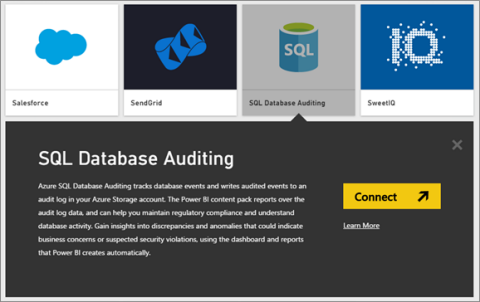 SQL
IQ
Salesforce
SendGrid
SQL Database Auditing
SweetIQ
SQL Database Auditing
Azure SQL Database Auditing tracks database events and writes audited events to an
audit log in your Azure Storage account. The Power BI content pack reports over the
audit log data, and can help you maintain regulatory compliance and understand
database activity. Gain insights into discrepancies and anomalies that could indicate
business concerns or suspected security violations, using the dashboard and reports
that Power BI creates automatically.
Connect
Learn More